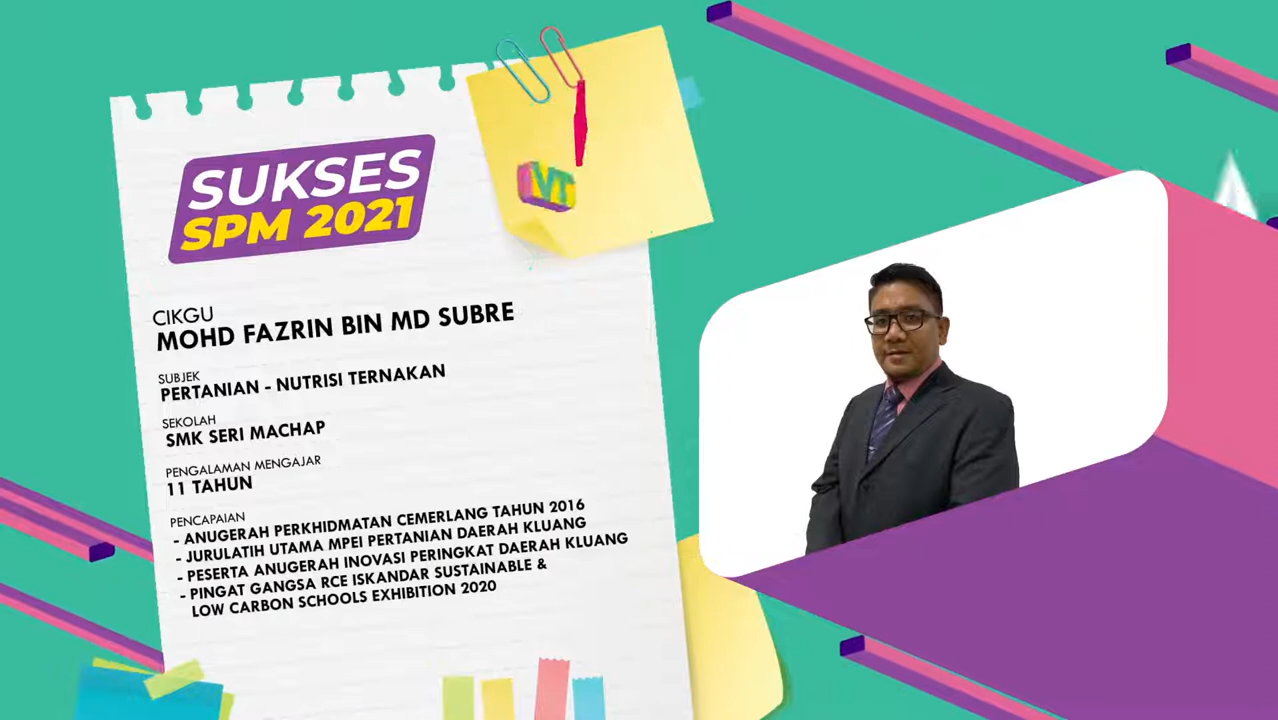 SUKSES
SPM 2021
CIKGU
MOHD FAZRIN BIN MD SUBRE
SUBJEK
PERTANIAN - NUTRISI TERNAKAN
SEKOLAH
SMK SERI MACHAP
PENGALAMAN MENGAJAR
11 TAHUN
PENCAPAIAN
- ANUGERAH PERKHIDMATAN CEMERLANG TAHUN 2016
- JURULATIH UTAMA MPEI PERTANIAN DAERAH KLUANG
- PESERTA ANUGERAH INOVASI PERINGKAT DAERAH KLUANG
- PINGAT GANGSA RCE ISKANDAR SUSTAINABLE &
LOW CARBON SCHOOLS EXHIBITION 2020